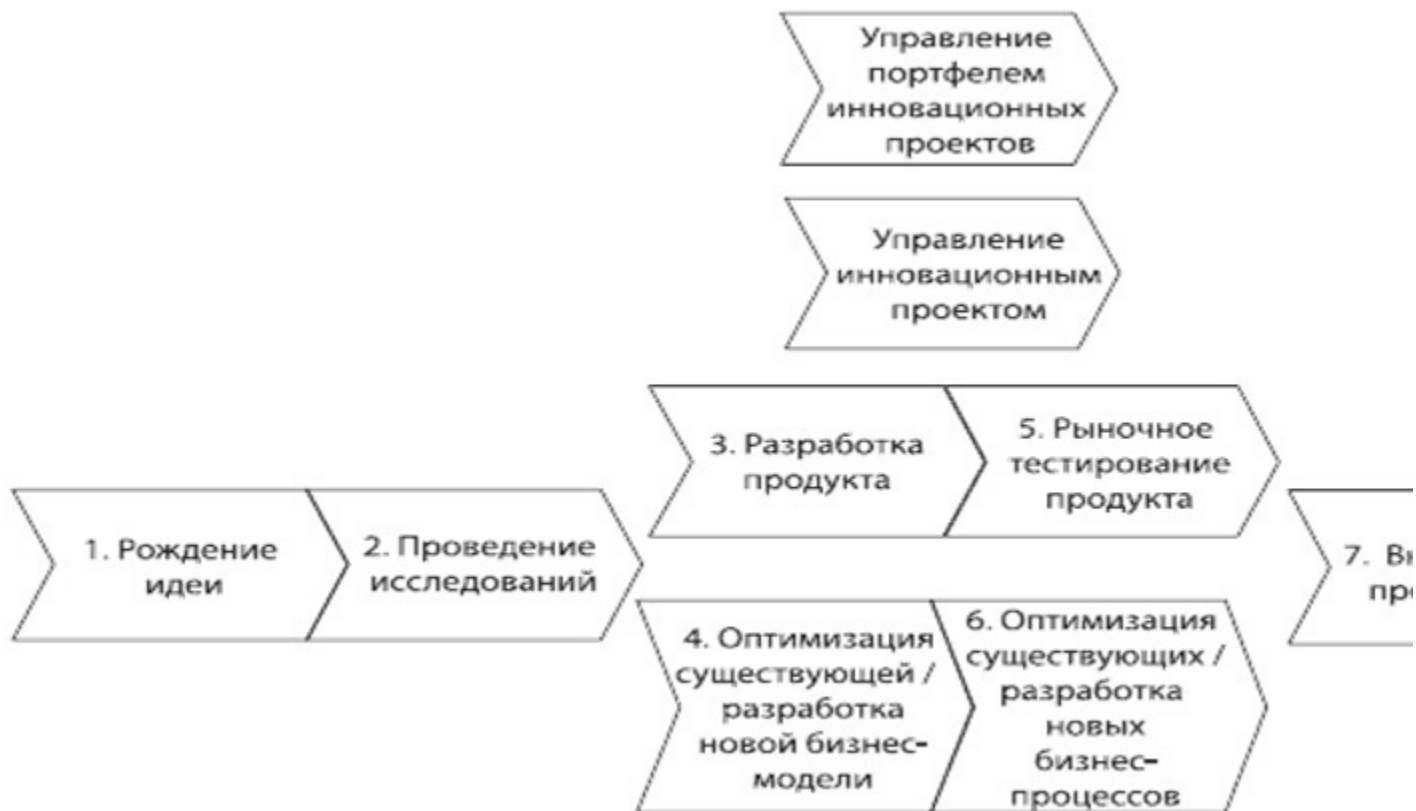 Управление
портфелем
инновационных
проектов
Управление
инновационным
проектом
3. Разработка
продукта
5. Рыночное
тестирование
продукта
1. Рождение
идеи
2. Проведение
исследований
7.
4. Оптимизация
существующей /
разработка
новой бизнес-
модели
6. Оптимизация
существующих /
разработка
новых
бизнес-
процессов